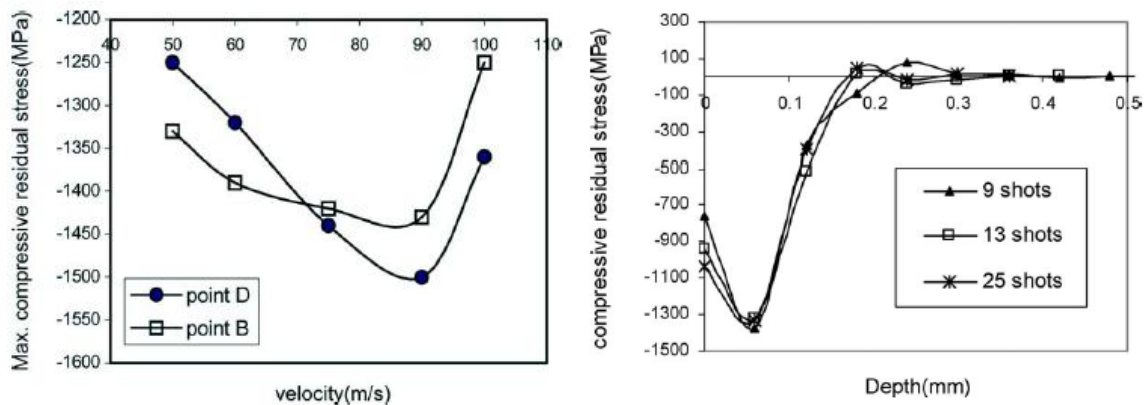 Max. compressive residual stress(MPa)
-1200
-1250
-1300
-1350
-1400
-1450
-1500
-1550
-1600
40 50 60 70 80 90 100 110
point D
point B
velocity(m/s)
compressive residual stress(MPa)
300
100
-100
-300
-500
-700
-900
-1100
-1300
-1500
0 0.1 0.2 0.3 0.4 0.5
9 shots
13 shots
25 shots
Depth(mm)